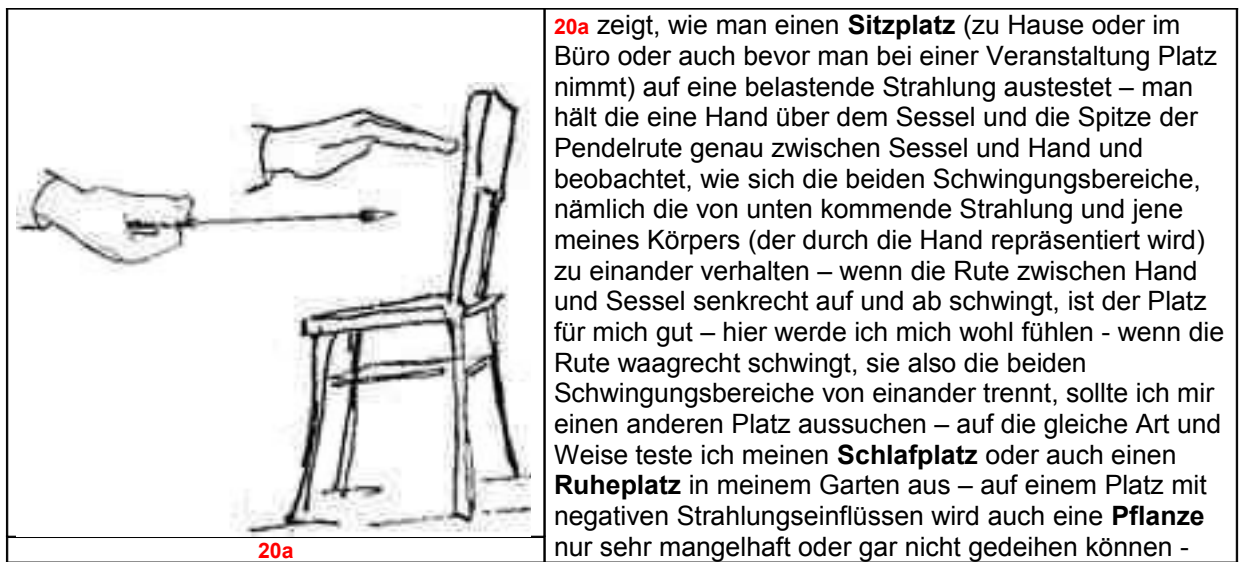 20a zeigt, wie man einen Sitzplatz (zu Hause oder im
Büro oder auch bevor man bei einer Veranstaltung Platz
nimmt) auf eine belastende Strahlung austestet – man
hält die eine Hand über dem Sessel und die Spitze der
Pendelrute genau zwischen Sessel und Hand und
beobachtet, wie sich die beiden Schwingungsbereiche,
nämlich die von unten kommende Strahlung und jene
meines Körpers (der durch die Hand repräsentiert wird)
zu einander verhalten – wenn die Rute zwischen Hand
und Sessel senkrecht auf und ab schwingt, ist der Platz
für mich gut – hier werde ich mich wohl fühlen - wenn die
Rute waagrecht schwingt, sie also die beiden
Schwingungsbereiche von einander trennt, sollte ich mir
einen anderen Platz aussuchen – auf die gleiche Art und
Weise teste ich meinen Schlafplatz oder auch einen
Ruheplatz in meinem Garten aus – auf einem Platz mit
negativen Strahlungseinflüssen wird auch eine Pflanze
nur sehr mangelhaft oder gar nicht gedeihen können -
20a